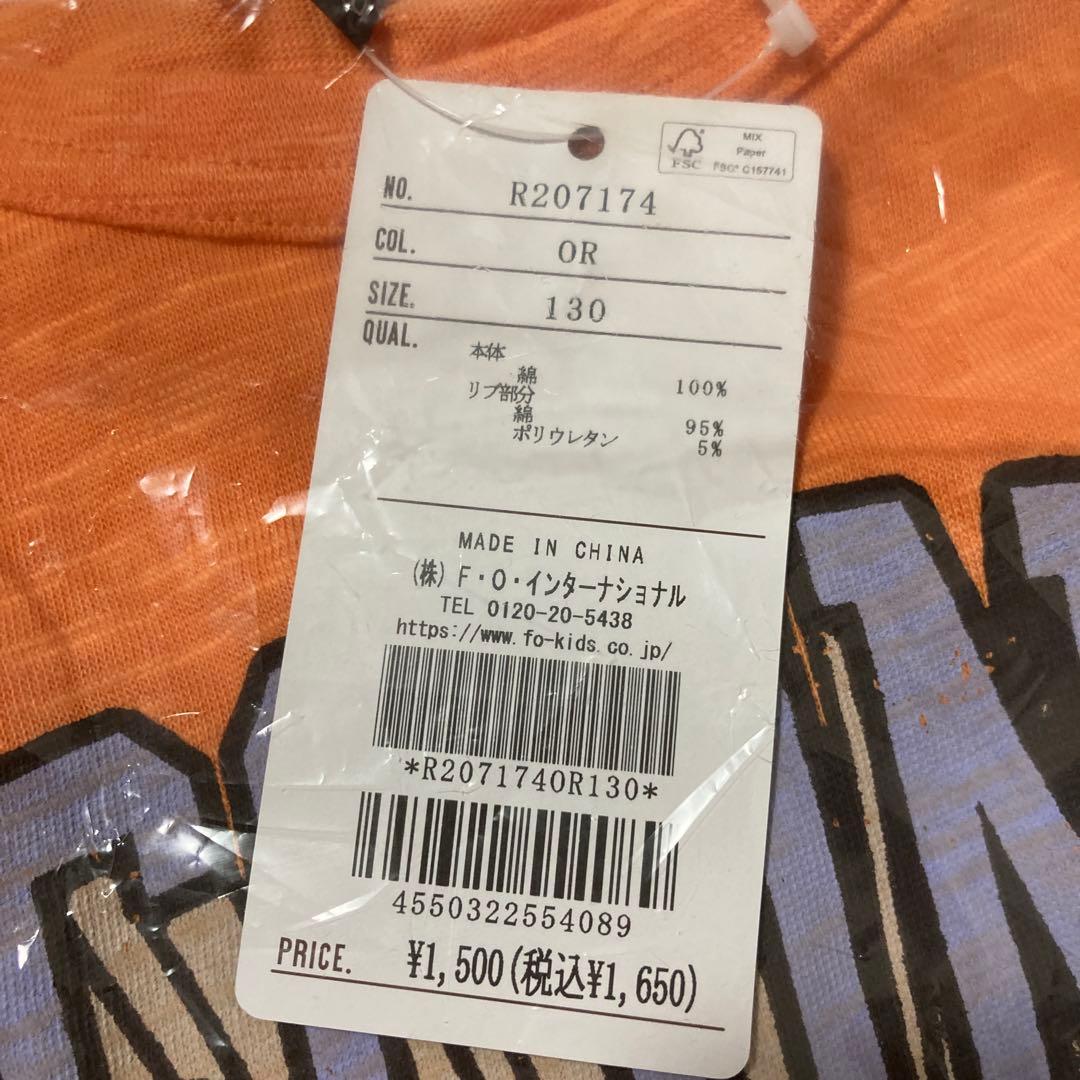 MIX
Paper
FSC
FSC® C157741
NO. R207174
COL. OR
SIZE. 130
QUAL.
本体
綿 100%
リブ部分
綿 95%
ポリウレタン 5%
MADE IN CHINA
(株) F・O・インターナショナル
TEL 0120-20-5438
https://www.fo-kids.co.jp/
*R207174OR130*
4550322554089
PRICE. ¥1,500(税込¥1,650)